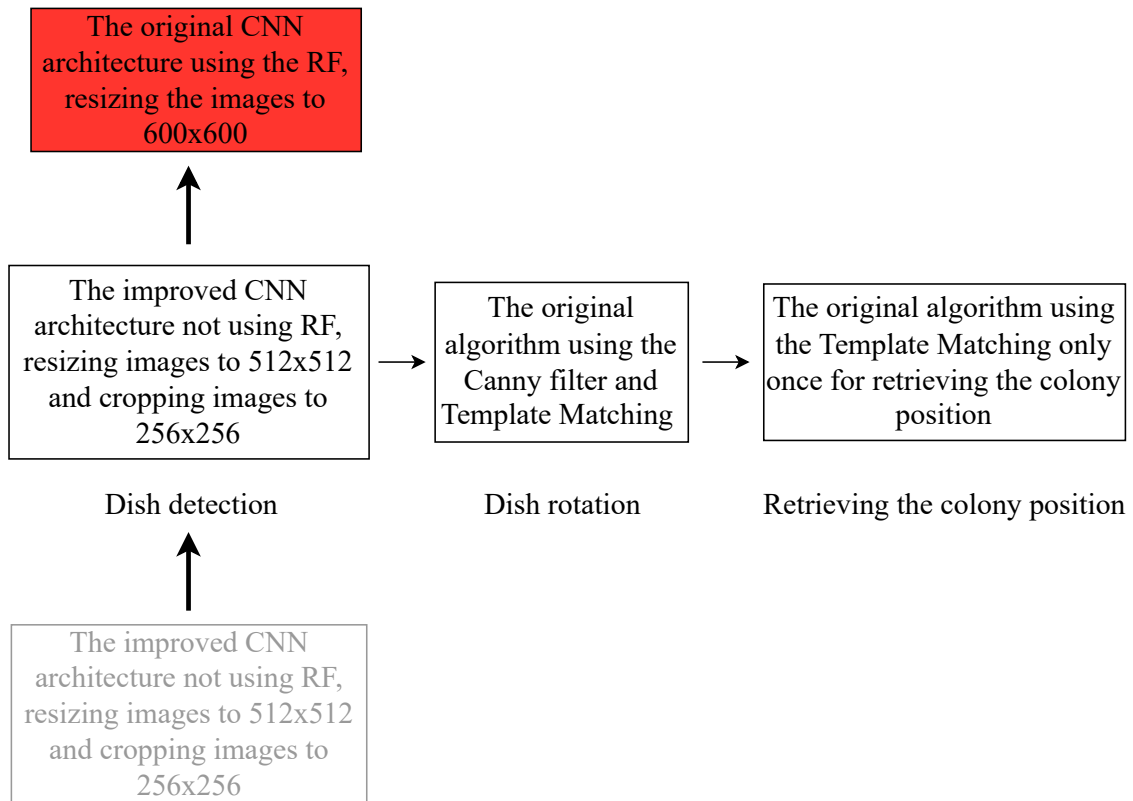 The original CNN
architecture using the RF,
resizing the images to
600x600
The improved CNN
architecture not using RF,
resizing images to 512x512
and cropping images to
256x256
The original
algorithm using the
Canny filter and
Template Matching
The original algorithm using
the Template Matching only
once for retrieving the colony
position
Dish detection
Dish rotation
Retrieving the colony position
The improved CNN
architecture not using RF,
resizing images to 512x512
and cropping images to
256x256